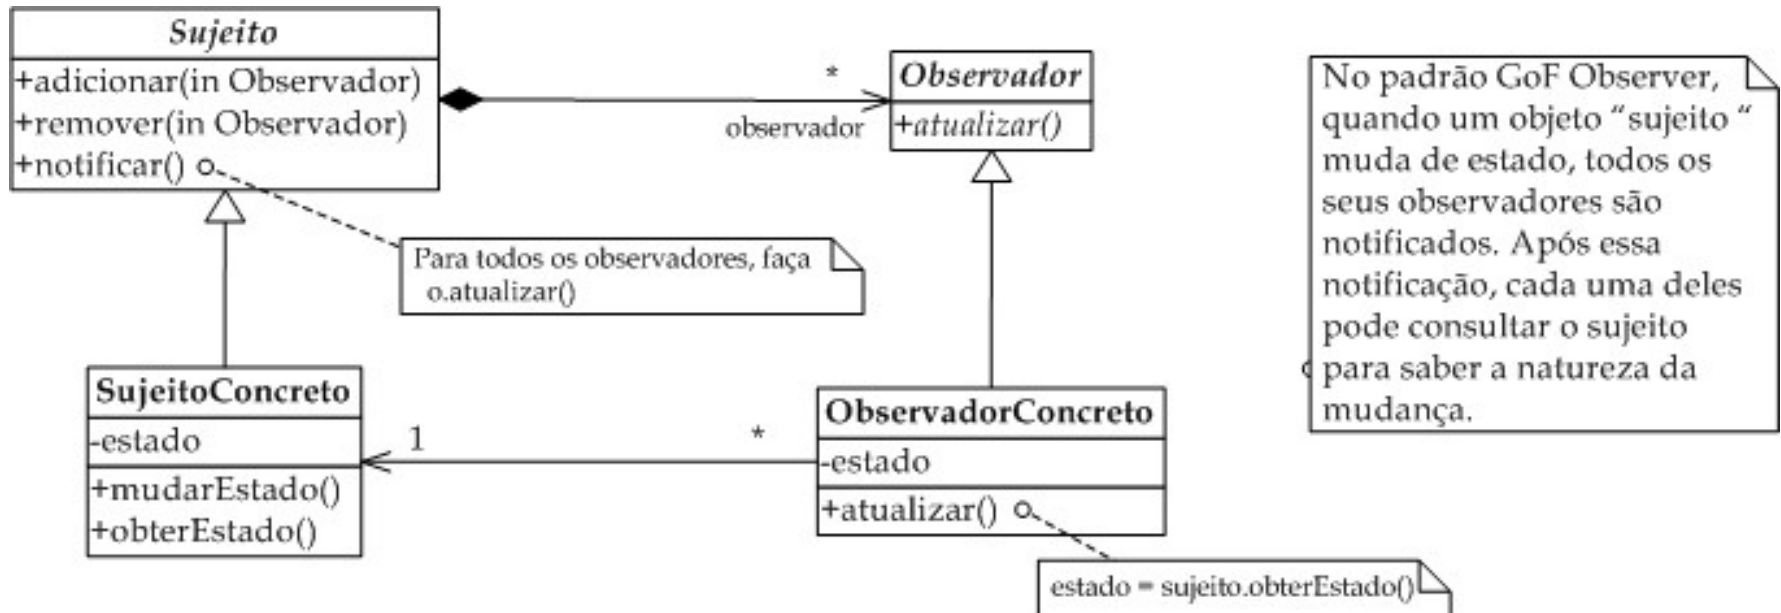 Sujeito
+adicionar(in Observador)
+remover(in Observador)
+notificar()
*
observador
Observador
+atualizar()
Para todos os observadores, faça
o.atualizar()
SujeitoConcreto
-estado
+mudarEstado()
+obterEstado()
1
*
ObservadorConcreto
-estado
+atualizar()
estado = sujeito.obterEstado()
No padrão GoF Observer,
quando um objeto “sujeito “
muda de estado, todos os
seus observadores são
notificados. Após essa
notificação, cada uma deles
pode consultar o sujeito
para saber a natureza da
mudança.